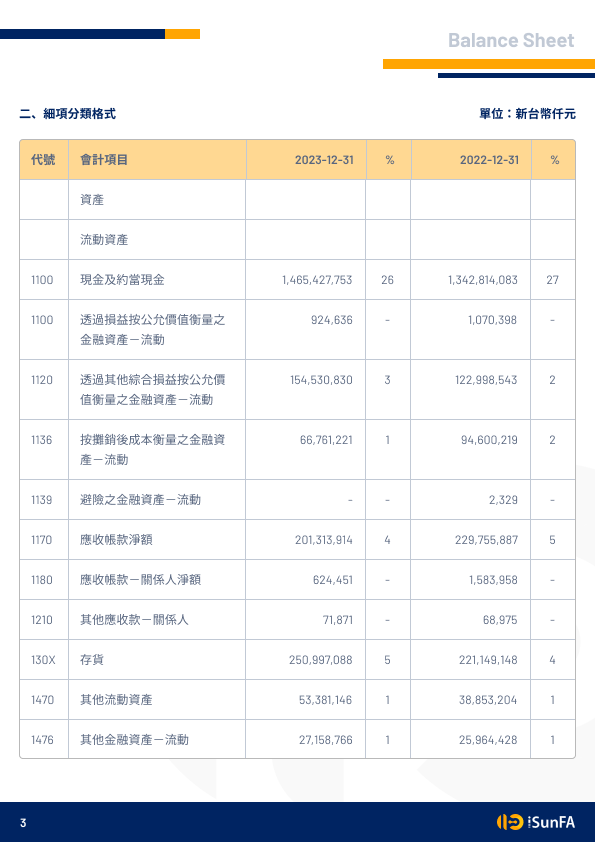 Balance Sheet
二、細項分類格式 單位：新台幣仟元
代號 會計項目 2023-12-31 % 2022-12-31 %
資產
流動資產
1100 現金及約當現金 1,465,427,753 26 1,342,814,083 27
1100 透過損益按公允價值衡量之 924,636 - 1,070,398 -
金融資產－流動
1120 透過其他綜合損益按公允價 154,530,830 3 122,998,543 2
值衡量之金融資產－流動
1136 按攤銷後成本衡量之金融資 66,761,221 1 94,600,219 2
產－流動
1139 避險之金融資產－流動 - - 2,329 -
1170 應收帳款淨額 201,313,914 4 229,755,887 5
1180 應收帳款－關係人淨額 624,451 - 1,583,958 -
1210 其他應收款－關係人 71,871 - 68,975 -
130X 存貨 250,997,088 5 221,149,148 4
1470 其他流動資產 53,381,146 1 38,853,204 1
1476 其他金融資產－流動 27,158,766 1 25,964,428 1
3 iSunFA